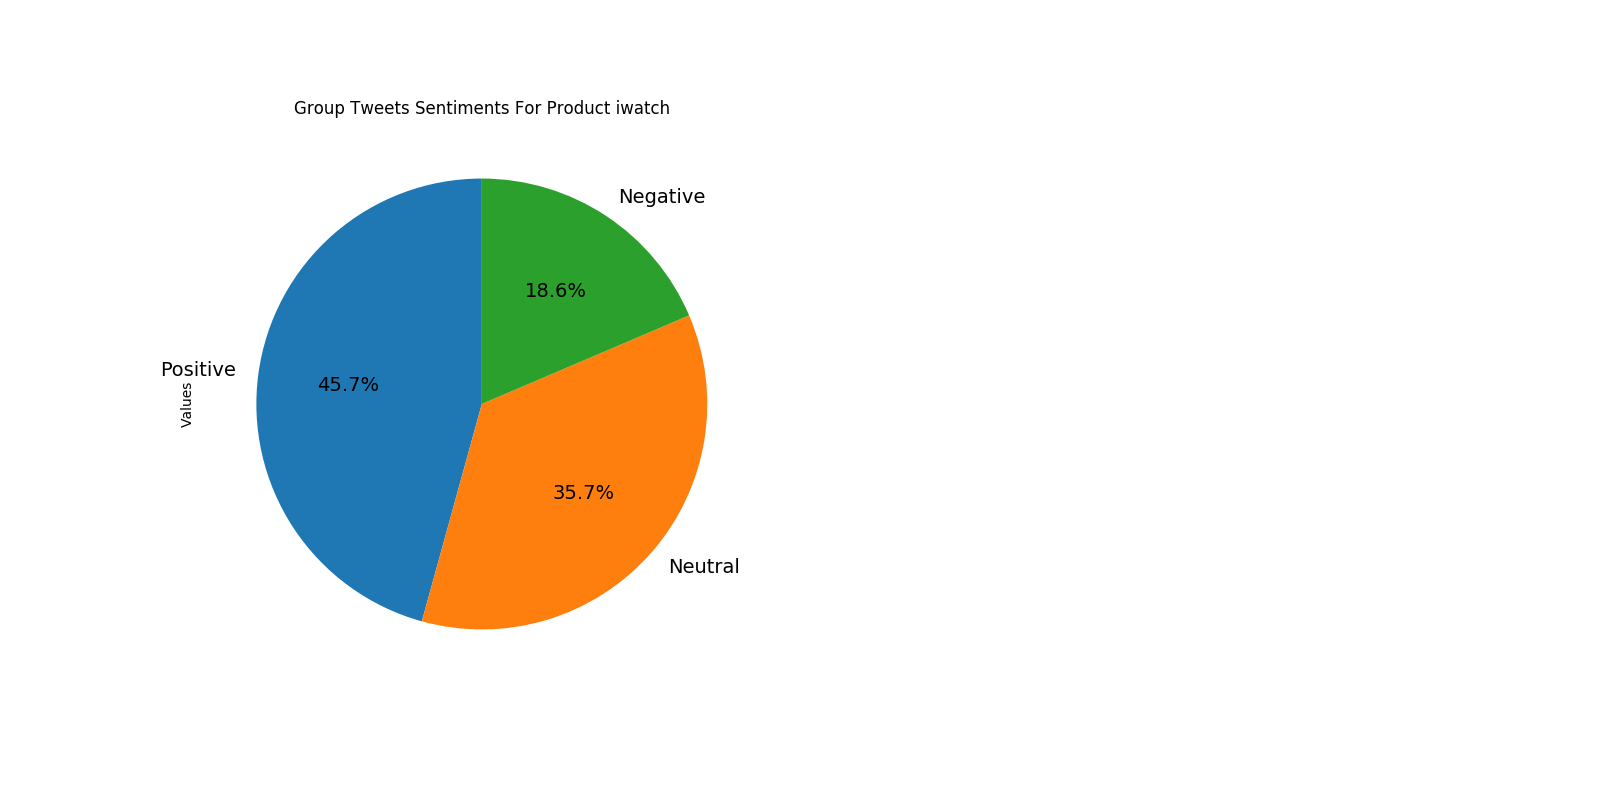 Group Tweets Sentiments For Product iwatch
Negative
18.6%
Positive
45.7%
Values
35.7%
Neutral